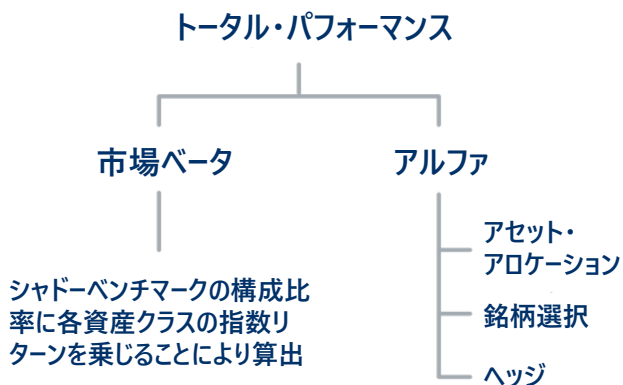 トータル・パフォーマンス
市場ベータ
アルファ
シャドーベンチマークの構成比
率に各資産クラスの指数リ
ターンを乗じることにより算出
アセット・
アロケーション
銘柄選択
ヘッジ